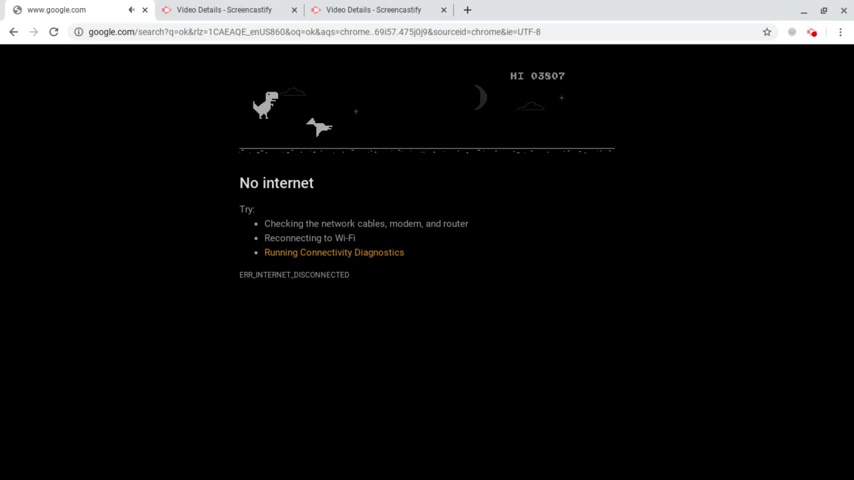 www.google.com
Video Details - Screencastify
Video Details - Screencastify
google.com/search?q=ok&rlz=1CAEAQE_enUS860&oq=ok&aqs=chrome..69i57.475j0j9&sourceid=chrome&ie=UTF-8
HI 03807
No internet
Try:
• Checking the network cables, modem, and router
• Reconnecting to Wi-Fi
• Running Connectivity Diagnostics
ERR_INTERNET_DISCONNECTED